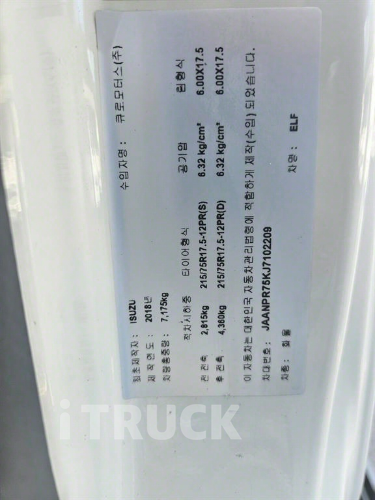 최초제작자 : ISUZU 수입자명 : 큐로모터스(주)
제 작 연 도 : 2018년
차량총중량 : 7,175kg
적차시하중 타이어형식 공기압 림형식
전 전축 2,815kg 215/75R17.5-12PR(S) 6.32 kg/cm² 6.00X17.5
후 전축 4,360kg 215/75R17.5-12PR(D) 6.32 kg/cm² 6.00X17.5
이 자동차는 대한민국 자동차관리법령에 적합하게 제작(수입) 되었습니다.
차대번호 : JAANPR75KJ7102209
차종 : 화물 차명 : ELF
iTRUCK